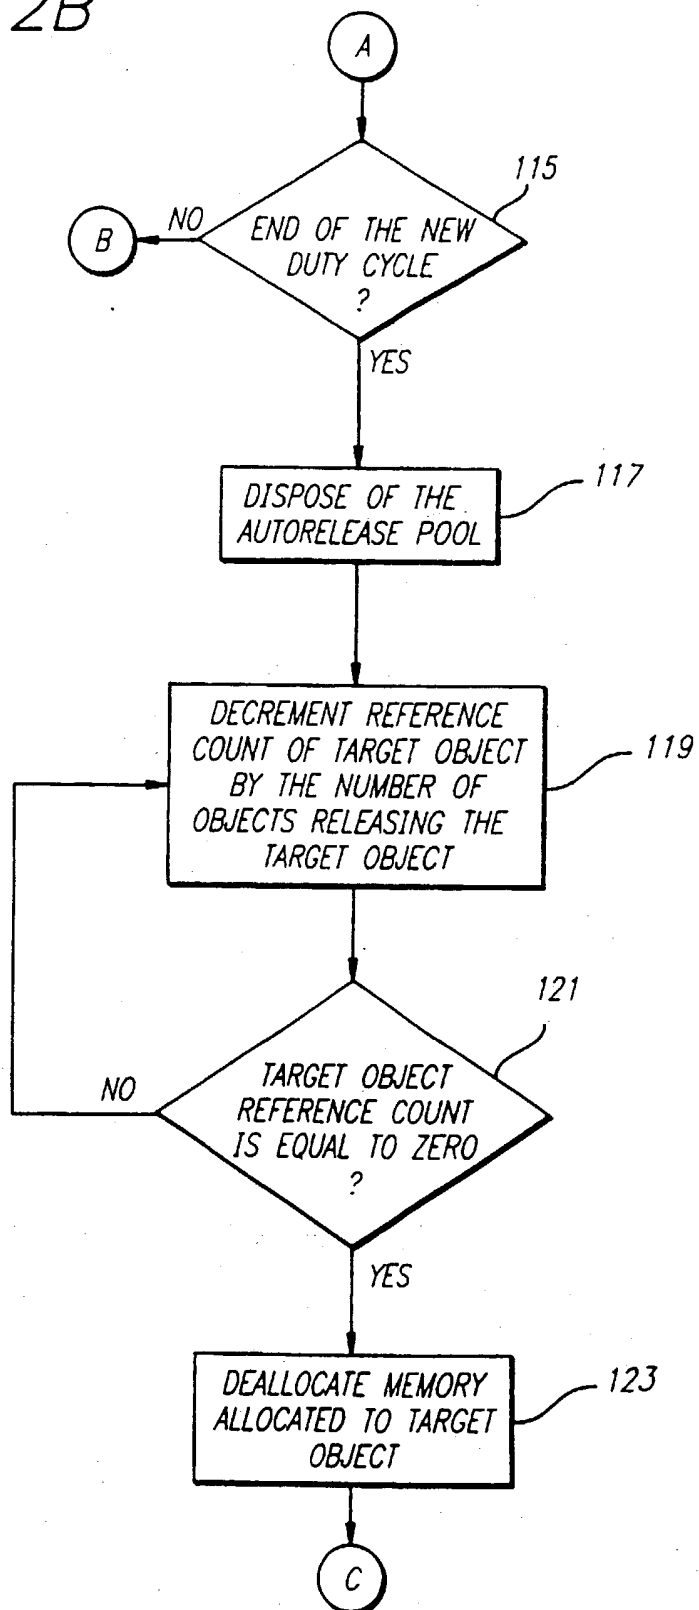 2B
A
115
END OF THE NEW
DUTY CYCLE
?
NO
B
YES
117
DISPOSE OF THE
AUTORELEASE POOL
DECREMENT REFERENCE
COUNT OF TARGET OBJECT
BY THE NUMBER OF
OBJECTS RELEASING THE
TARGET OBJECT
119
121
TARGET OBJECT
REFERENCE COUNT
IS EQUAL TO ZERO
?
NO
YES
DEALLOCATE MEMORY
ALLOCATED TO TARGET
OBJECT
123
C